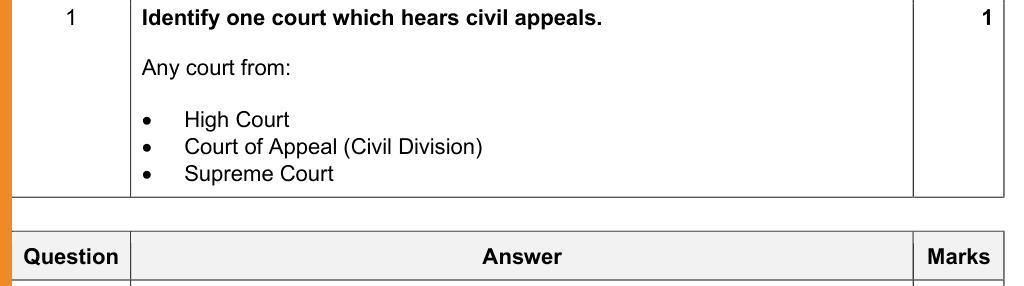 1 Identify one court which hears civil appeals. 1
Any court from:
• High Court
• Court of Appeal (Civil Division)
• Supreme Court
Question Answer Marks